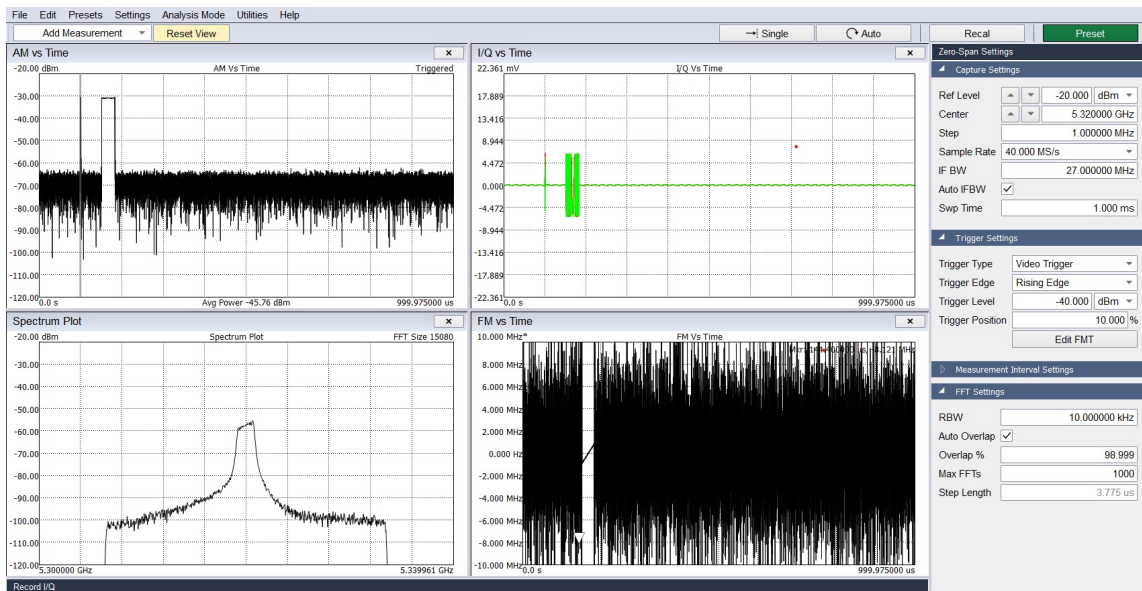 File Edit Presets Settings Analysis Mode Utilities Help
Add Measurement Reset View Single Auto Recal Preset
AM vs Time
-20.00 dBm AM Vs Time Triggered
-30.00
-40.00
-50.00
-60.00
-70.00
-80.00
-90.00
-100.00
-110.00
-120.00
0.0 s Avg Power -45.76 dBm 999.975000 us
I/Q vs Time
22.361 mV I/Q Vs Time
17.889
13.416
8.944
4.472
0.000
-4.472
-8.944
-13.416
-17.889
-22.361
0.0 s 999.975000 us
Spectrum Plot
-20.00 dBm Spectrum Plot FFT Size 15080
-30.00
-40.00
-50.00
-60.00
-70.00
-80.00
-90.00
-100.00
-110.00
-120.00
5.300000 GHz 5.339961 GHz
FM vs Time
10.000 MHz* FM Vs Time
8.000 MHz
6.000 MHz
4.000 MHz
2.000 MHz
0.000 Hz
-2.000 MHz
-4.000 MHz
-6.000 MHz
-8.000 MHz
-10.000 MHz
0.0 s 999.975000 us
Zero-Span Settings
Capture Settings
Ref Level -20.000 dBm
Center 5.320000 GHz
Step 1.000000 MHz
Sample Rate 40.000 MS/s
IF BW 27.000000 MHz
Auto IFBW
Swp Time 1.000 ms
Trigger Settings
Trigger Type Video Trigger
Trigger Edge Rising Edge
Trigger Level -40.000 dBm
Trigger Position 10.000 %
Edit FMT
Measurement Interval Settings
FFT Settings
RBW 10.000000 kHz
Auto Overlap
Overlap % 98.999
Max FFTs 1000
Step Length 3.775 us
Record I/Q